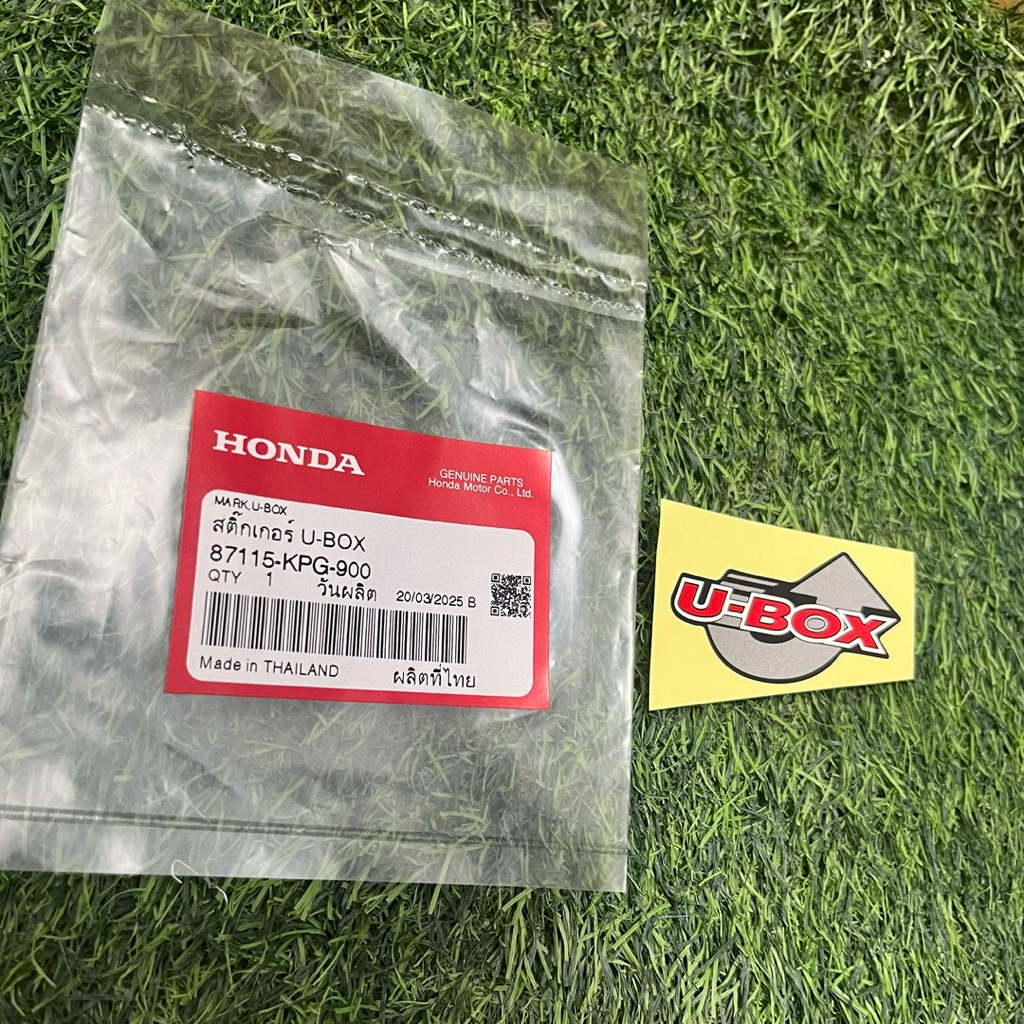 HONDA
GENUINE PARTS
Honda Motor Co., Ltd.
MARK,U-BOX
สติ๊กเกอร์ U-BOX
87115-KPG-900
QTY 1 วันผลิต 20/03/2025 B
Made in THAILAND ผลิตที่ไทย
U-BOX